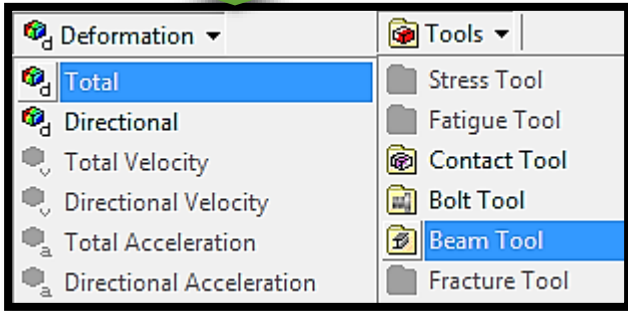 Deformation
Total
Directional
Total Velocity
Directional Velocity
Total Acceleration
Directional Acceleration
Tools
Stress Tool
Fatigue Tool
Contact Tool
Bolt Tool
Beam Tool
Fracture Tool